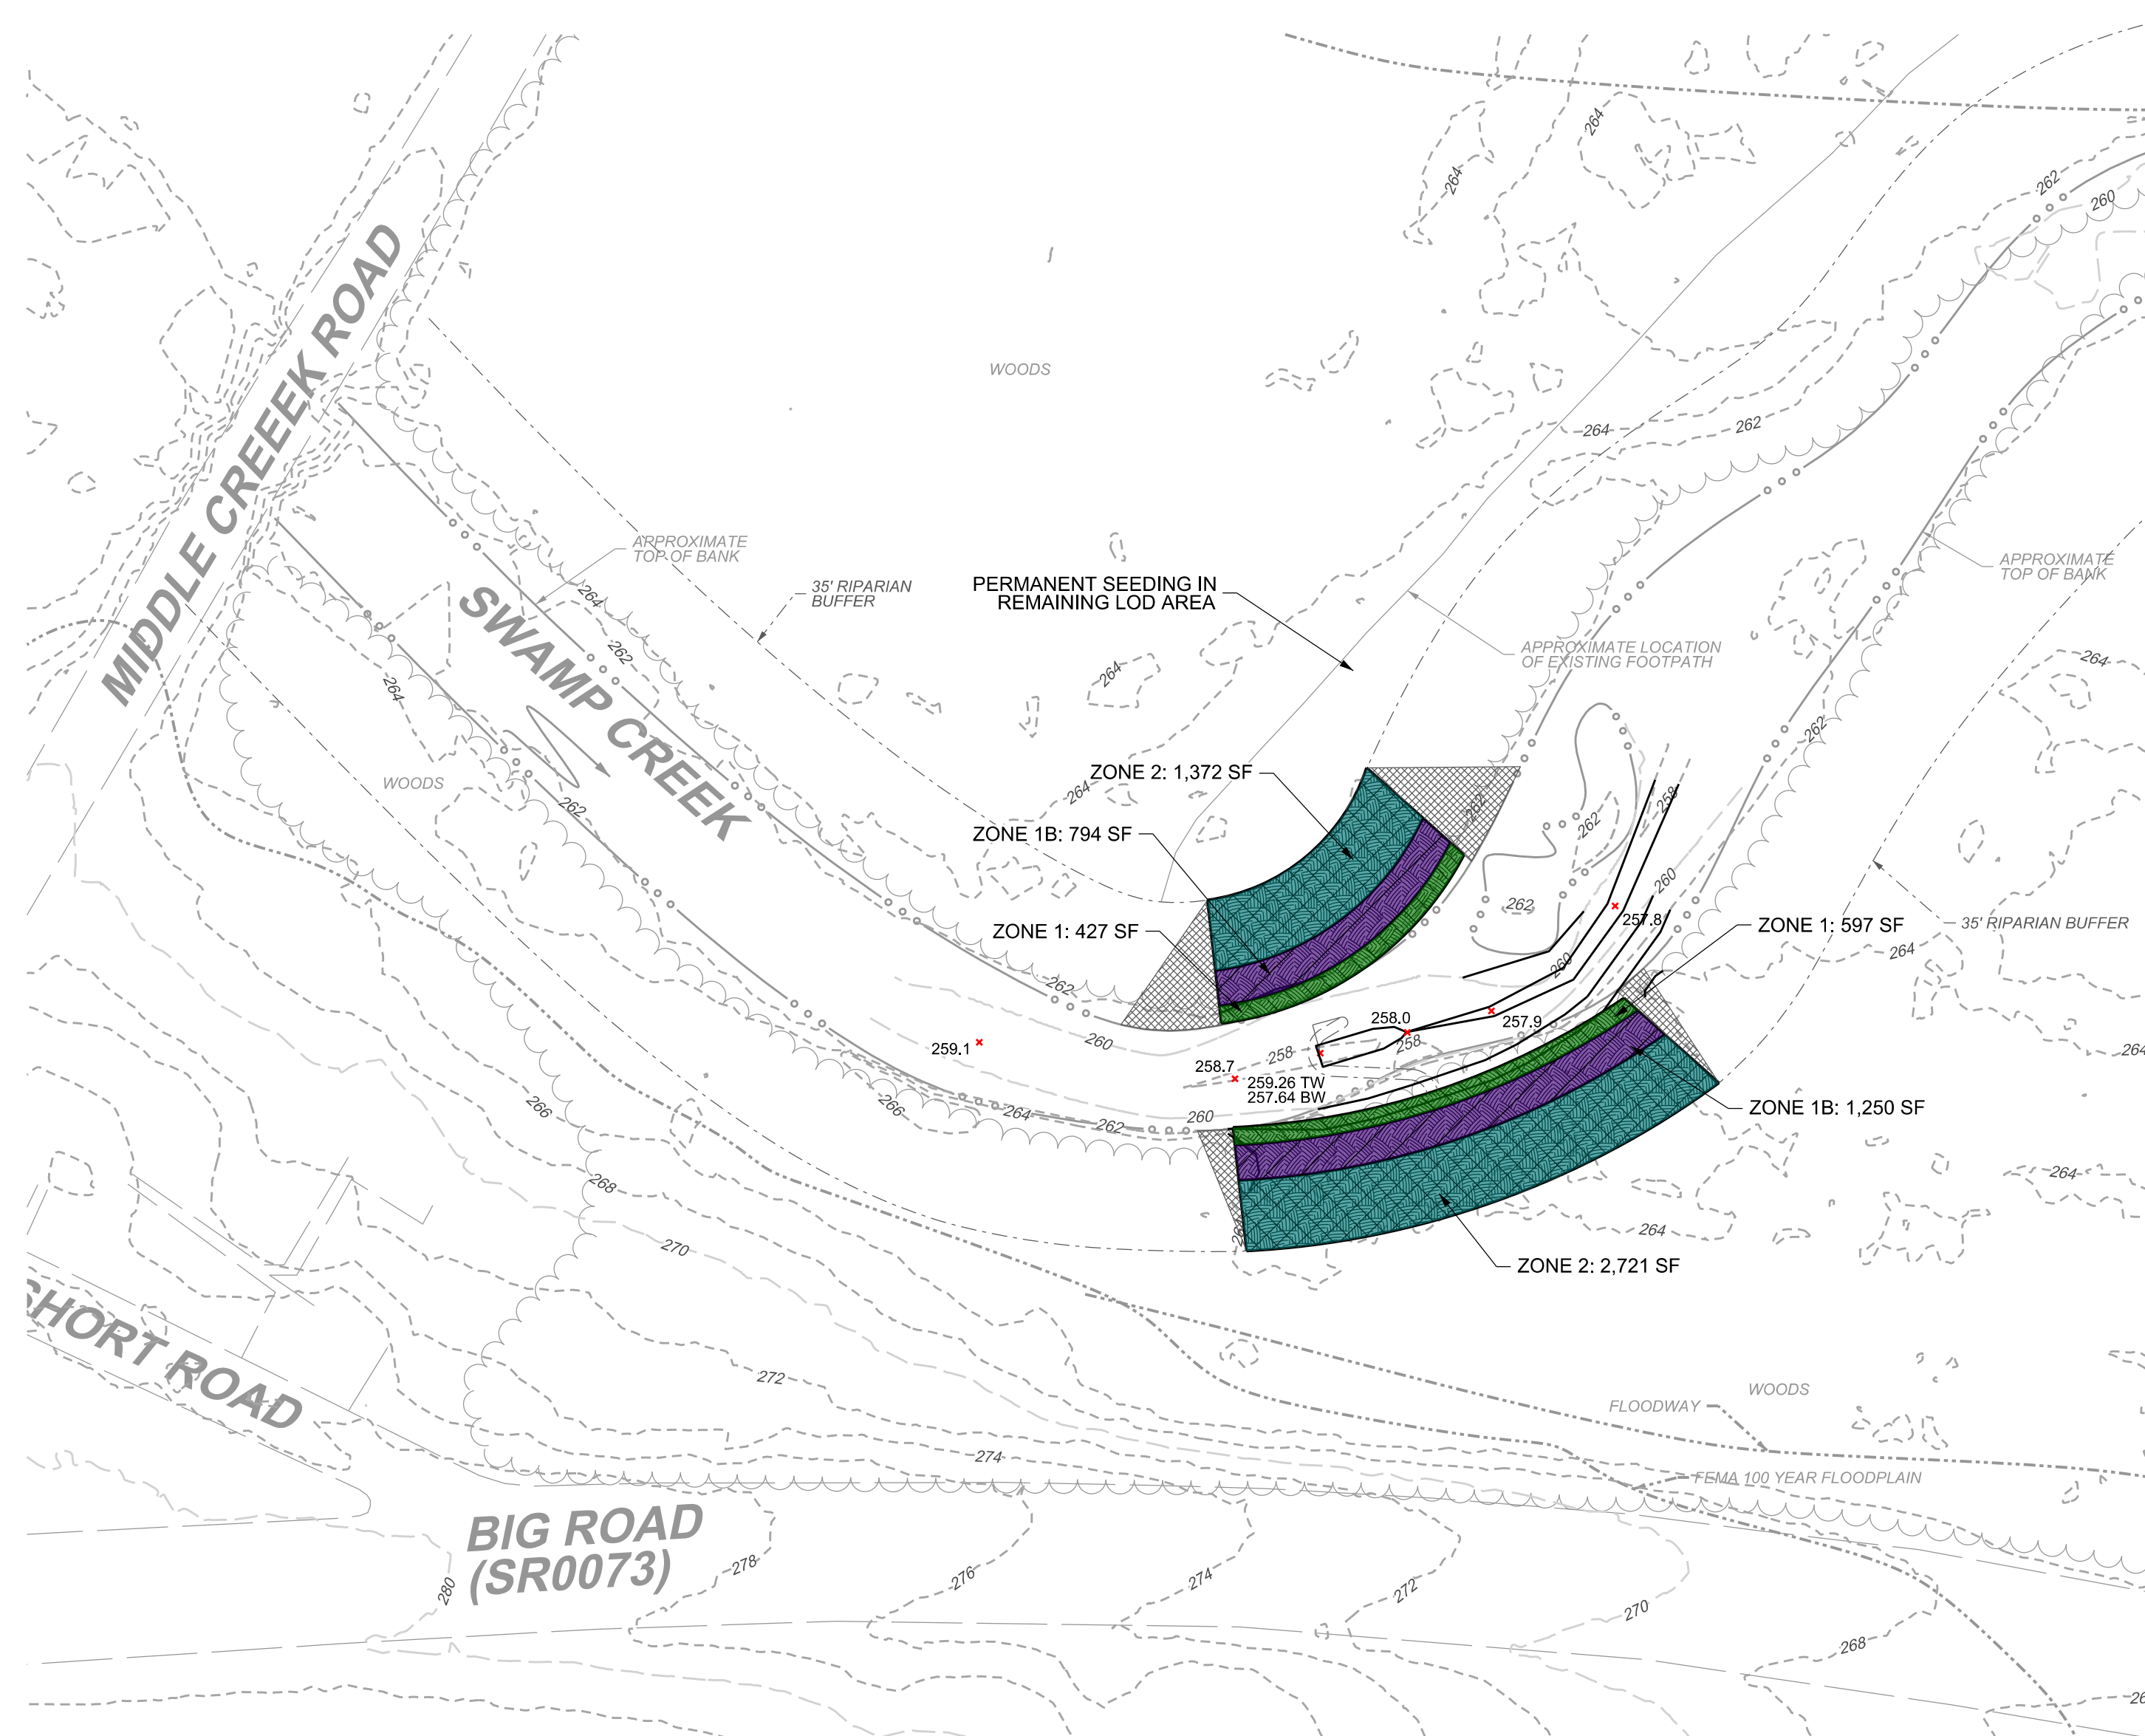 264
264
262
260
MIDDLE CREEEK ROAD
WOODS
264
262
APPROXIMATE
TOP OF BANK
35' RIPARIAN
BUFFER
PERMANENT SEEDING IN
REMAINING LOD AREA
APPROXIMATE
TOP OF BANK
264
262
SWAMP CREEK
APPROXIMATE LOCATION
OF EXISTING FOOTPATH
264
264
264
262
WOODS
262
264
ZONE 2: 1,372 SF
262
262
258
ZONE 1B: 794 SF
260
262
257.8
ZONE 1: 427 SF
ZONE 1: 597 SF
35' RIPARIAN BUFFER
264
262
260
260
259.1
258.0
257.9
258
258
258.7
259.26 TW
257.64 BW
264
266
266
264
262
260
ZONE 1B: 1,250 SF
264
268
270
264
ZONE 2: 2,721 SF
SHORT ROAD
272
WOODS
FLOODWAY
274
FEMA 100 YEAR FLOODPLAIN
BIG ROAD
(SR0073)
280
278
276
274
272
270
268